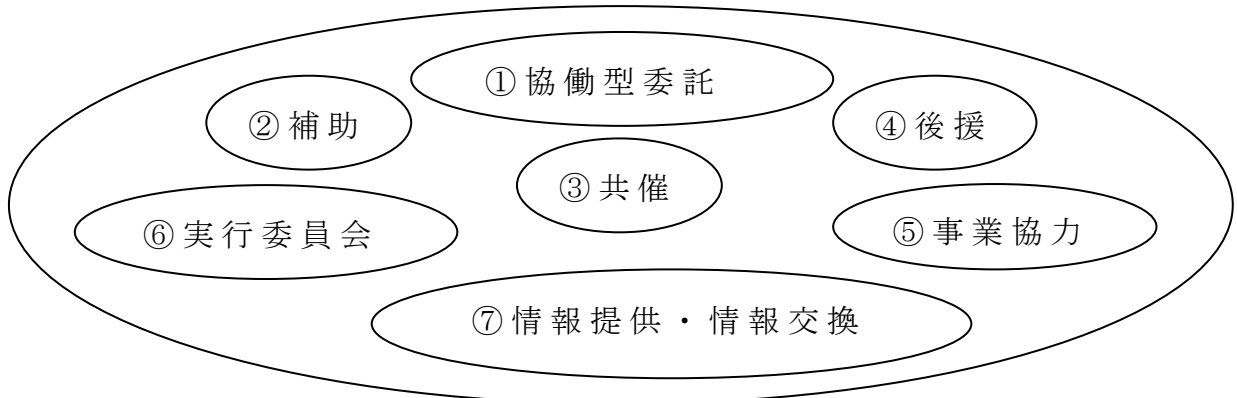 ①協働型委託
②補助
③共催
④後援
⑤事業協力
⑥実行委員会
⑦情報提供・情報交換